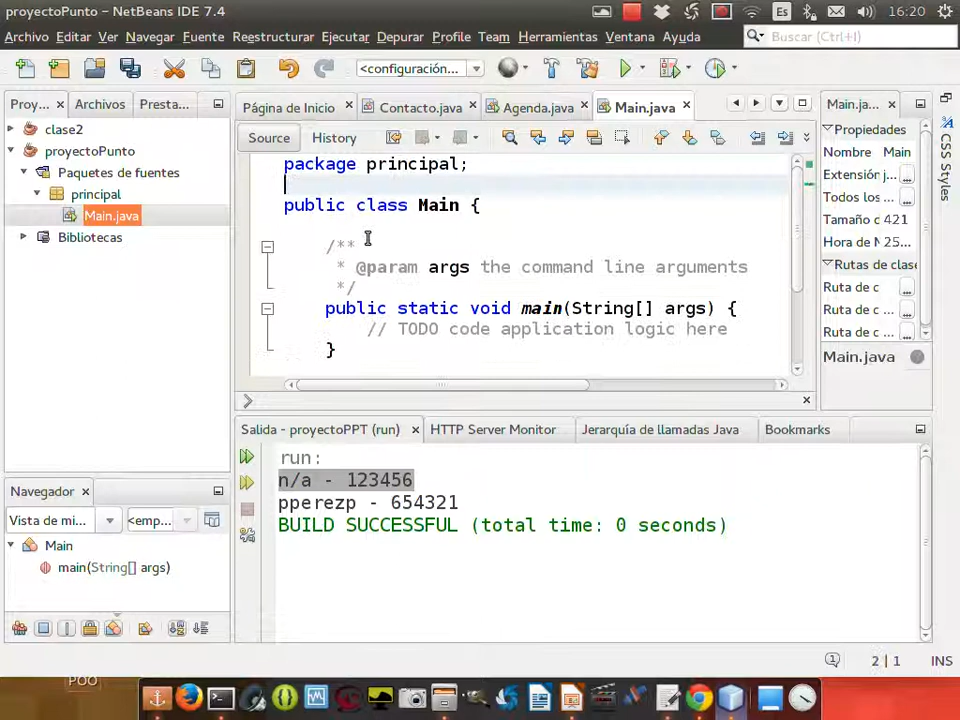 proyectoPunto - NetBeans IDE 7.4
Es
16:20
Archivo Editar Ver Navegar Fuente Reestructurar Ejecutar Depurar Profile Team Herramientas Ventana Ayuda
Buscar (Ctrl+I)
<configuración...
Proy... Archivos Presta...
Página de Inicio Contacto.java Agenda.java Main.java
Main.ja...
clase2
proyectoPunto
Paquetes de fuentes
principal
Main.java
Bibliotecas
Source History
package principal;
public class Main {
/**
* @param args the command line arguments
*/
public static void main(String[] args) {
// TODO code application logic here
}
Propiedades
Nombre Main
Extensión j... ...
Todos los... ...
Tamaño d 421
Hora de M 25...
Rutas de clase
Ruta de c ...
Ruta de c ... ...
Ruta de c ... ...
Main.java
CSS Styles
Salida - proyectoPPT (run) HTTP Server Monitor Jerarquía de llamadas Java Bookmarks
run:
n/a - 123456
pperezp - 654321
BUILD SUCCESSFUL (total time: 0 seconds)
Navegador
Vista de mi... <emp...
Main
main(String[] args)
2 | 1 INS
POO